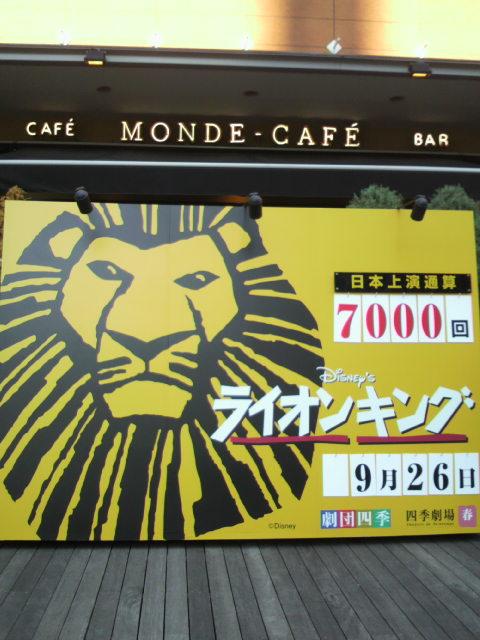 CAFÉ MONDE-CAFÉ BAR
日本上演通算
7000回
DISNEY'S
ライオンキング
9月26日
©Disney 劇団四季 四季劇場 春